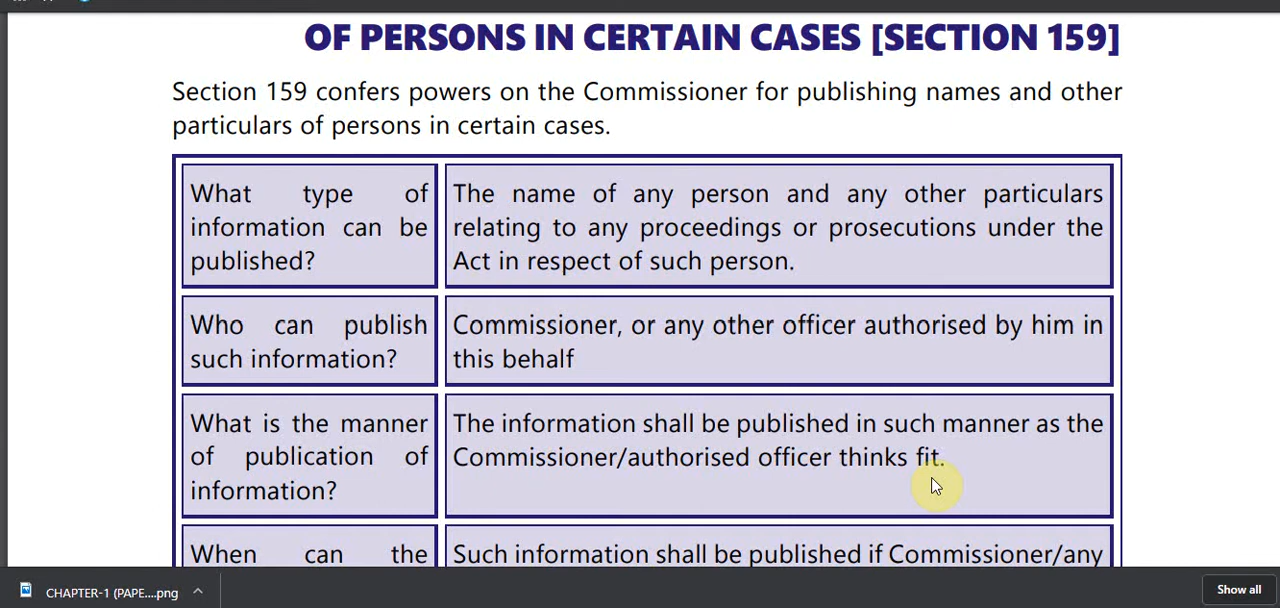 OF PERSONS IN CERTAIN CASES [SECTION 159]
Section 159 confers powers on the Commissioner for publishing names and other
particulars of persons in certain cases.
What type of
information can be
published?
The name of any person and any other particulars
relating to any proceedings or prosecutions under the
Act in respect of such person.
Who can publish
such information?
Commissioner, or any other officer authorised by him in
this behalf
What is the manner
of publication of
information?
The information shall be published in such manner as the
Commissioner/authorised officer thinks fit.
When can the
Such information shall be published if Commissioner/any
CHAPTER-1 (PAPE....png
Show all